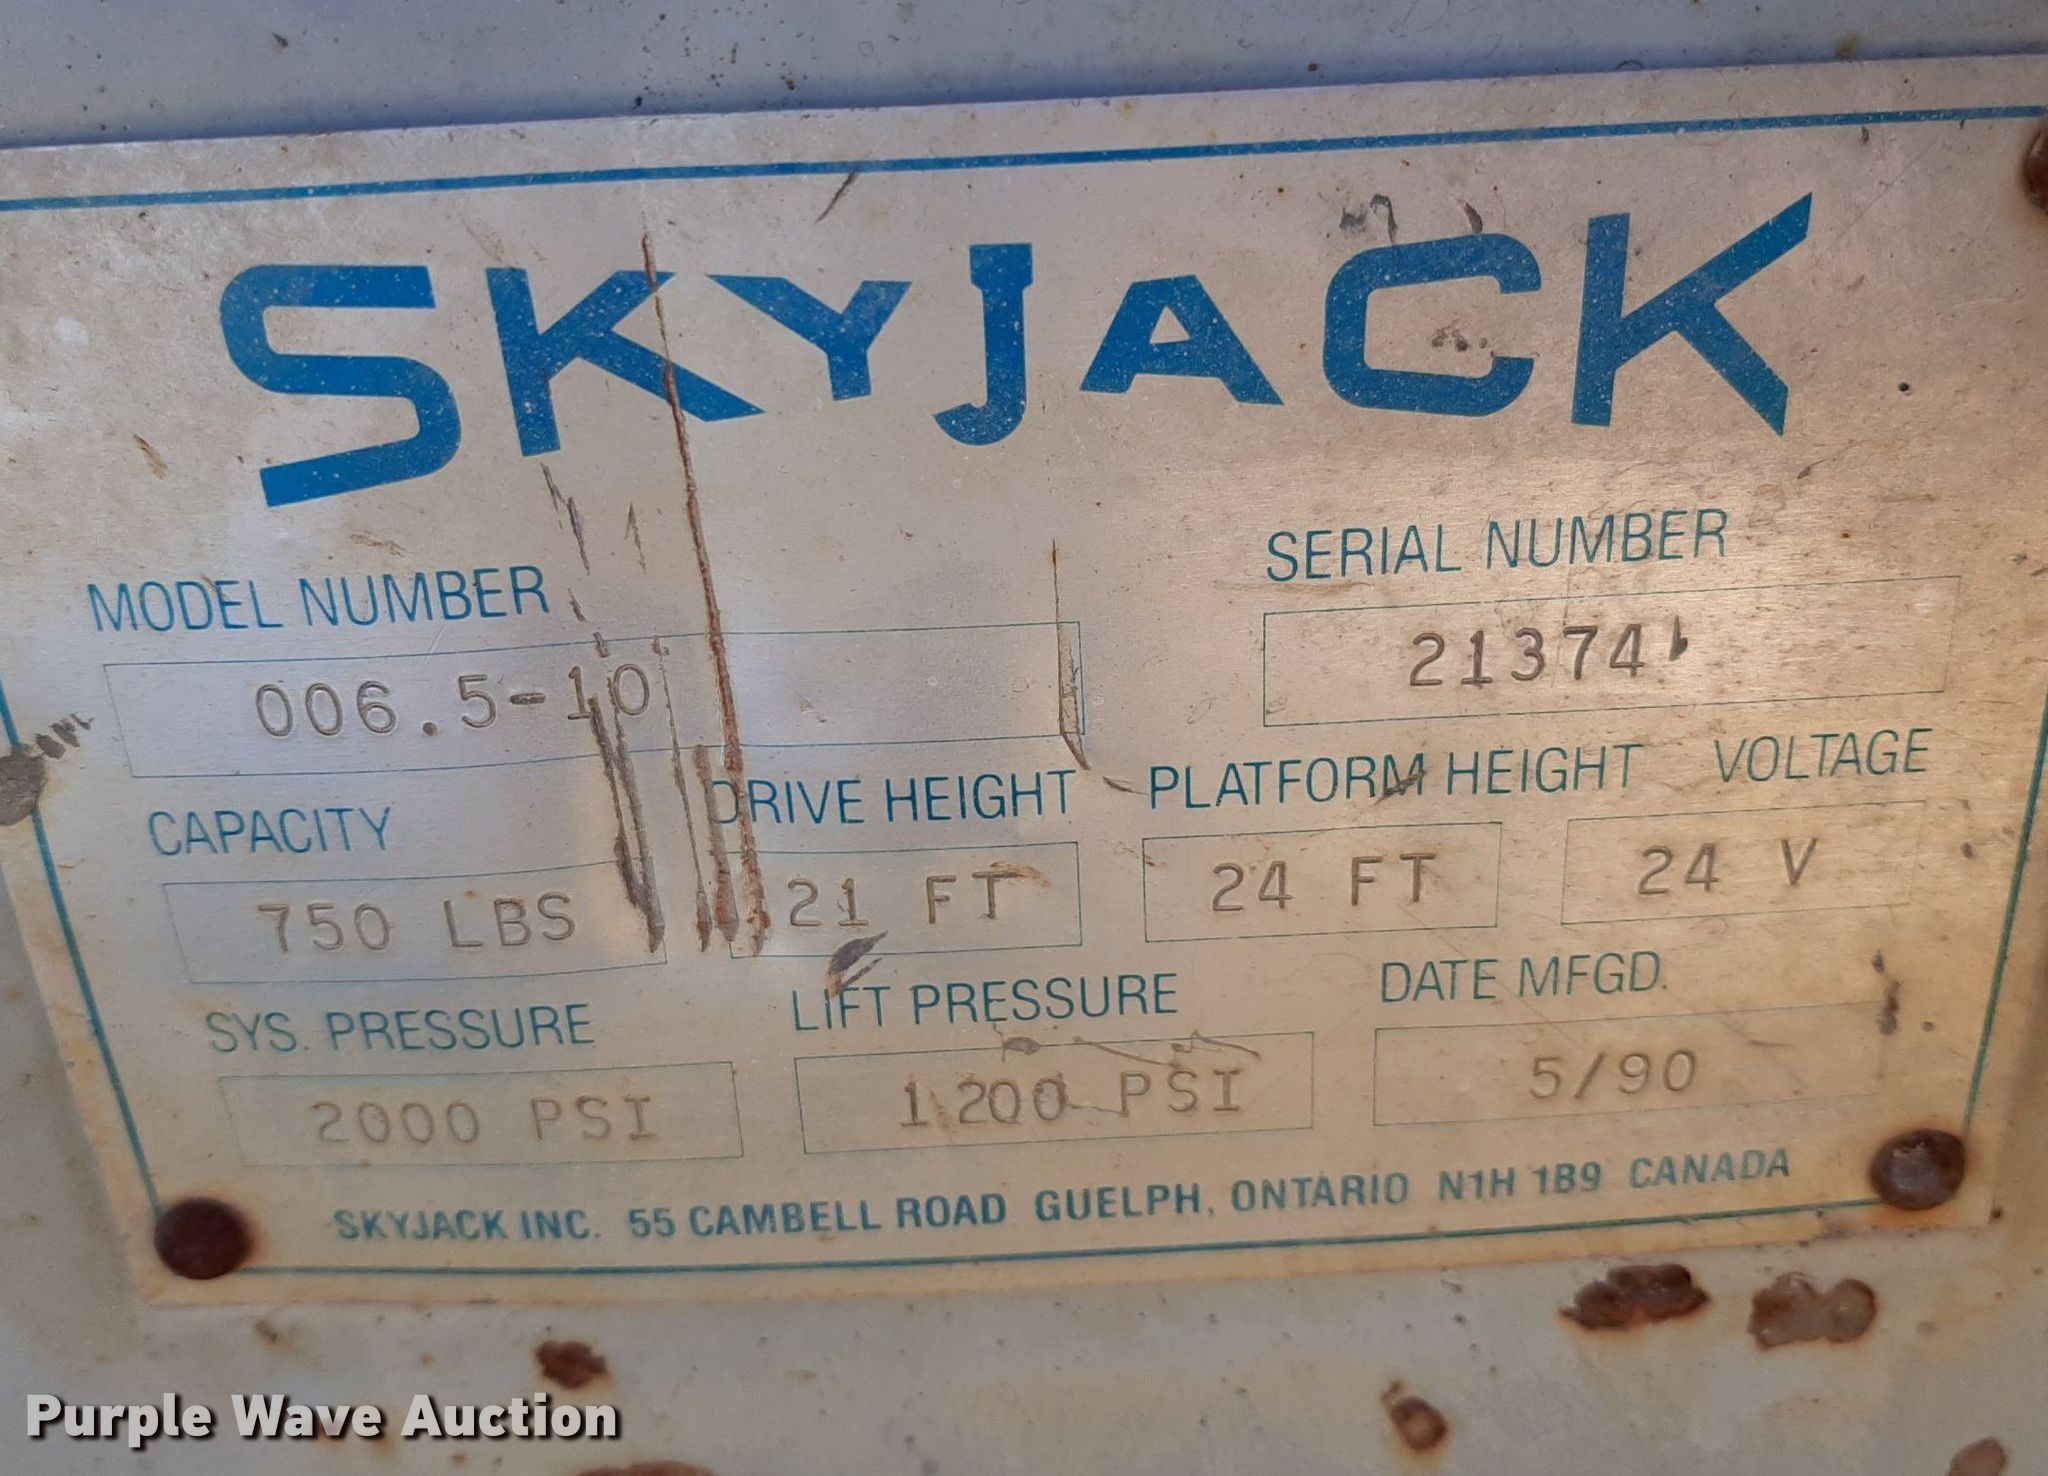 SKYJACK
MODEL NUMBER
006.5-10
SERIAL NUMBER
21374
CAPACITY
750 LBS
DRIVE HEIGHT
21 FT
PLATFORM HEIGHT
24 FT
VOLTAGE
24 V
SYS. PRESSURE
2000 PSI
LIFT PRESSURE
1200 PSI
DATE MFGD.
5/90
SKYJACK INC. 55 CAMBELL ROAD GUELPH, ONTARIO N1H 1B9 CANADA
Purple Wave Auction